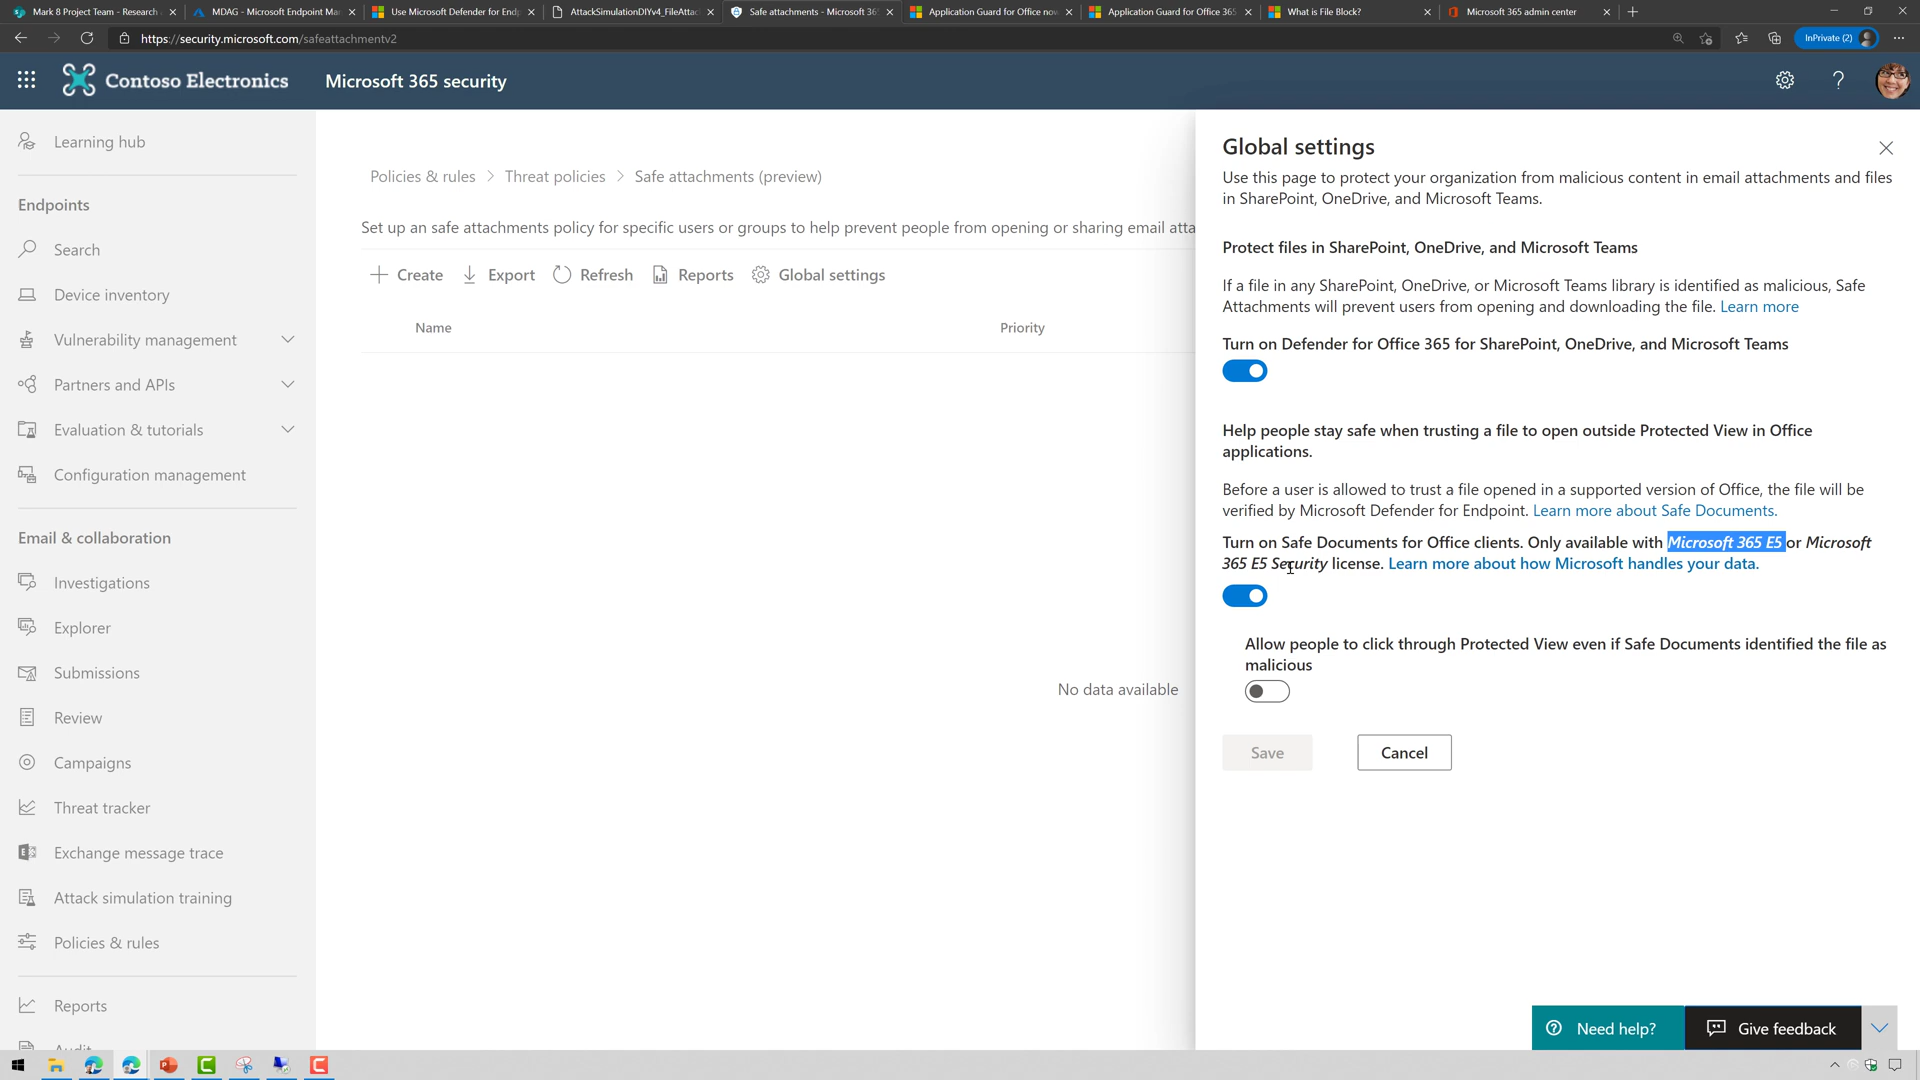 Mark 8 Project Team - Research
MDAG - Microsoft Endpoint Ma
Use Microsoft Defender for Endp
AttackSimulationDIYv4_FileAttac
Safe attachments - Microsoft 365
Application Guard for Office now
Application Guard for Office 365
What is File Block?
Microsoft 365 admin center
https://security.microsoft.com/safeattachmentv2
InPrivate (2)
Contoso Electronics
Microsoft 365 security
?
Learning hub
Endpoints
Search
Device inventory
Vulnerability management
Partners and APIs
Evaluation & tutorials
Configuration management
Email & collaboration
Investigations
Explorer
Submissions
Review
Campaigns
Threat tracker
Exchange message trace
Attack simulation training
Policies & rules
Reports
Audit
Policies & rules > Threat policies > Safe attachments (preview)
Set up an safe attachments policy for specific users or groups to help prevent people from opening or sharing email atta
Create Export Refresh Reports Global settings
Name Priority
No data available
Global settings
Use this page to protect your organization from malicious content in email attachments and files
in SharePoint, OneDrive, and Microsoft Teams.
Protect files in SharePoint, OneDrive, and Microsoft Teams
If a file in any SharePoint, OneDrive, or Microsoft Teams library is identified as malicious, Safe
Attachments will prevent users from opening and downloading the file. Learn more
Turn on Defender for Office 365 for SharePoint, OneDrive, and Microsoft Teams
Help people stay safe when trusting a file to open outside Protected View in Office
applications.
Before a user is allowed to trust a file opened in a supported version of Office, the file will be
verified by Microsoft Defender for Endpoint. Learn more about Safe Documents.
Turn on Safe Documents for Office clients. Only available with Microsoft 365 E5 or Microsoft
365 E5 Security license. Learn more about how Microsoft handles your data.
Allow people to click through Protected View even if Safe Documents identified the file as
malicious
Save Cancel
Need help? Give feedback